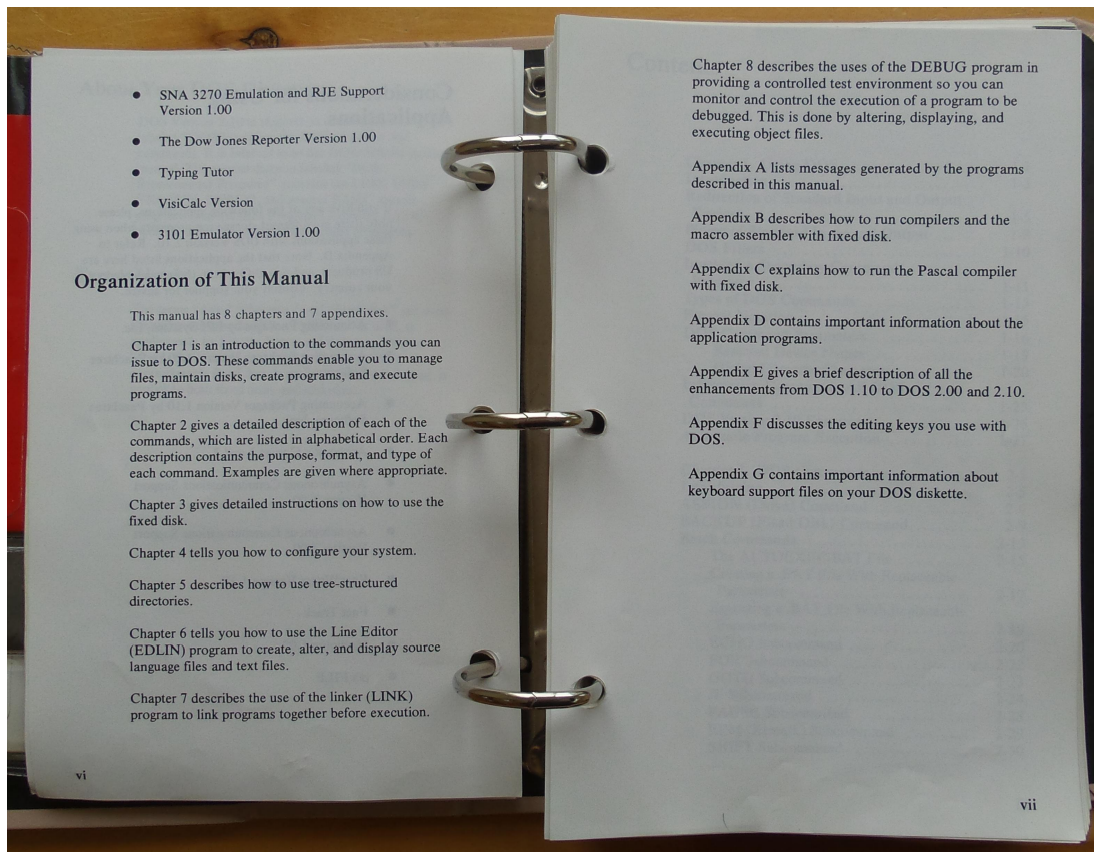 • SNA 3270 Emulation and RJE Support
Version 1.00
• The Dow Jones Reporter Version 1.00
• Typing Tutor
• VisiCalc Version
• 3101 Emulator Version 1.00
Organization of This Manual
This manual has 8 chapters and 7 appendixes.
Chapter 1 is an introduction to the commands you can
issue to DOS. These commands enable you to manage
files, maintain disks, create programs, and execute
programs.
Chapter 2 gives a detailed description of each of the
commands, which are listed in alphabetical order. Each
description contains the purpose, format, and type of
each command. Examples are given where appropriate.
Chapter 3 gives detailed instructions on how to use the
fixed disk.
Chapter 4 tells you how to configure your system.
Chapter 5 describes how to use tree-structured
directories.
Chapter 6 tells you how to use the Line Editor
(EDLIN) program to create, alter, and display source
language files and text files.
Chapter 7 describes the use of the linker (LINK)
program to link programs together before execution.
vi
Chapter 8 describes the uses of the DEBUG program in
providing a controlled test environment so you can
monitor and control the execution of a program to be
debugged. This is done by altering, displaying, and
executing object files.
Appendix A lists messages generated by the programs
described in this manual.
Appendix B describes how to run compilers and the
macro assembler with fixed disk.
Appendix C explains how to run the Pascal compiler
with fixed disk.
Appendix D contains important information about the
application programs.
Appendix E gives a brief description of all the
enhancements from DOS 1.10 to DOS 2.00 and 2.10.
Appendix F discusses the editing keys you use with
DOS.
Appendix G contains important information about
keyboard support files on your DOS diskette.
vii